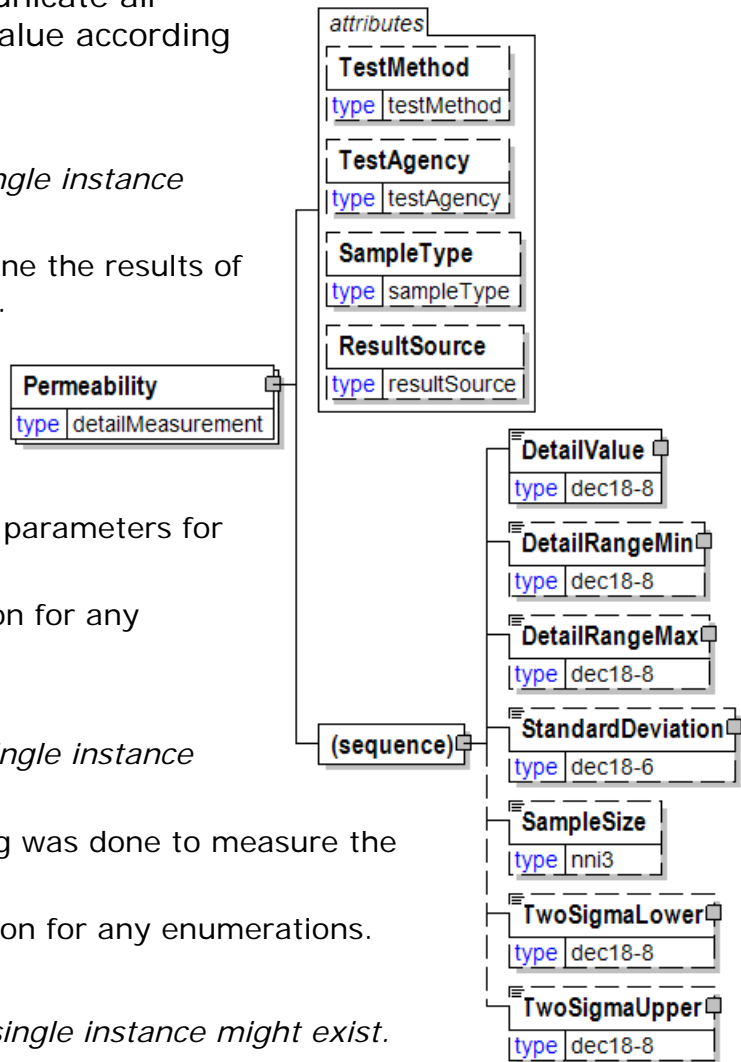 unicate all
alue according
ngle instance
ne the results of
.
parameters for
on for any
ngle instance
g was done to measure the
on for any enumerations.
single instance might exist.
Permeability
type detailMeasurement
attributes
TestMethod
type testMethod
TestAgency
type testAgency
SampleType
type sampleType
ResultSource
type resultSource
(sequence)
DetailValue
type dec18-8
DetailRangeMin
type dec18-8
DetailRangeMax
type dec18-8
StandardDeviation
type dec18-6
SampleSize
type nni3
TwoSigmaLower
type dec18-8
TwoSigmaUpper
type dec18-8